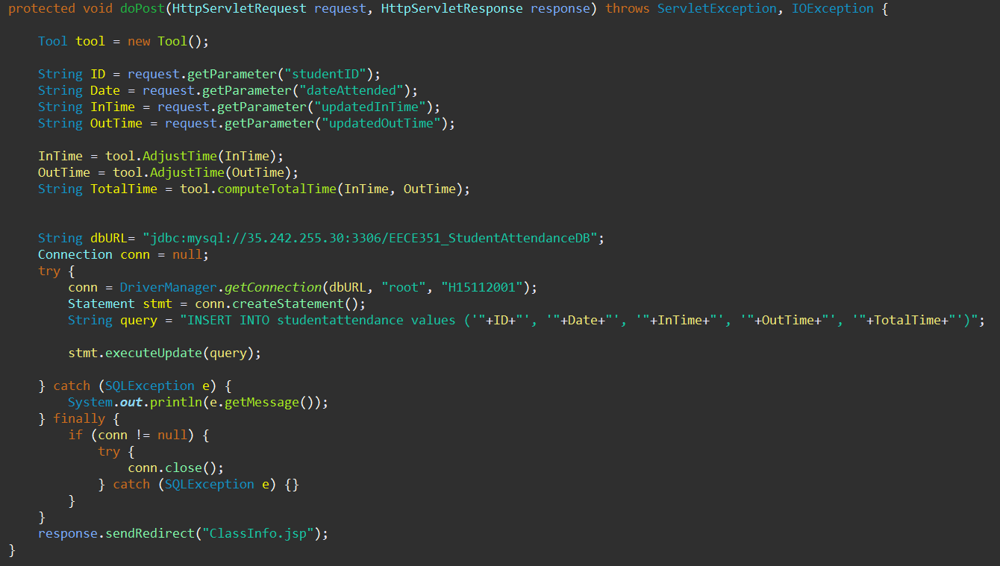 protected void doPost(HttpServletRequest request, HttpServletResponse response) throws ServletException, IOException {
Tool tool = new Tool();
String ID = request.getParameter("studentID");
String Date = request.getParameter("dateAttended");
String InTime = request.getParameter("updatedInTime");
String OutTime = request.getParameter("updatedOutTime");
InTime = tool.AdjustTime(InTime);
OutTime = tool.AdjustTime(OutTime);
String TotalTime = tool.computeTotalTime(InTime, OutTime);
String dbURL= "jdbc:mysql://35.242.255.30:3306/EECE351_StudentAttendanceDB";
Connection conn = null;
try {
conn = DriverManager.getConnection(dbURL, "root", "H15112001");
Statement stmt = conn.createStatement();
String query = "INSERT INTO studentattendance values ('"+ID+"', '"+Date+"', '"+InTime+"', '"+OutTime+"', '"+TotalTime+"')";
stmt.executeUpdate(query);
} catch (SQLException e) {
System.out.println(e.getMessage());
} finally {
if (conn != null) {
try {
conn.close();
} catch (SQLException e) {}
}
}
response.sendRedirect("ClassInfo.jsp");
}